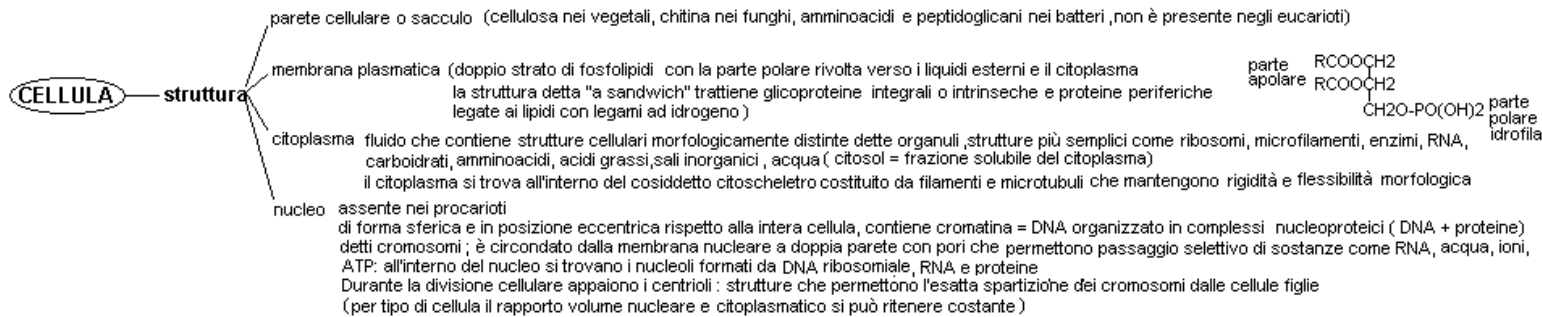 parete cellulare o sacculo (cellulosa nei vegetali, chitina nei funghi, amminoacidi e peptidoglicani nei batteri ,non è presente negli eucarioti)
CELLULA
struttura
membrana plasmatica (doppio strato di fosfolipidi con la parte polare rivolta verso i liquidi esterni e il citoplasma
la struttura detta "a sandwich" trattiene glicoproteine integrali o intrinseche e proteine periferiche
legate ai lipidi con legami ad idrogeno )
parte
apolare
RCOOCH2
RCOOCH2
CH2O-PO(OH)2
parte
polare
idrofila
citoplasma fluido che contiene strutture cellulari morfologicamente distinte dette organuli ,strutture più semplici come ribosomi, microfilamenti, enzimi, RNA,
carboidrati, amminoacidi, acidi grassi,sali inorganici , acqua ( citosol = frazione solubile del citoplasma)
il citoplasma si trova all'interno del cosiddetto citoscheletro costituito da filamenti e microtubuli che mantengono rigidità e flessibilità morfologica
nucleo assente nei procarioti
di forma sferica e in posizione eccentrica rispetto alla intera cellula, contiene cromatina = DNA organizzato in complessi nucleoproteici ( DNA + proteine)
detti cromosomi ; è circondato dalla membrana nucleare a doppia parete con pori che permettono passaggio selettivo di sostanze come RNA, acqua, ioni,
ATP: all'interno del nucleo si trovano i nucleoli formati da DNA ribosomiale, RNA e proteine
Durante la divisione cellulare appaiono i centrioli : strutture che permettono l'esatta spartizione dei cromosomi dalle cellule figlie
(per tipo di cellula il rapporto volume nucleare e citoplasmatico si può ritenere costante )